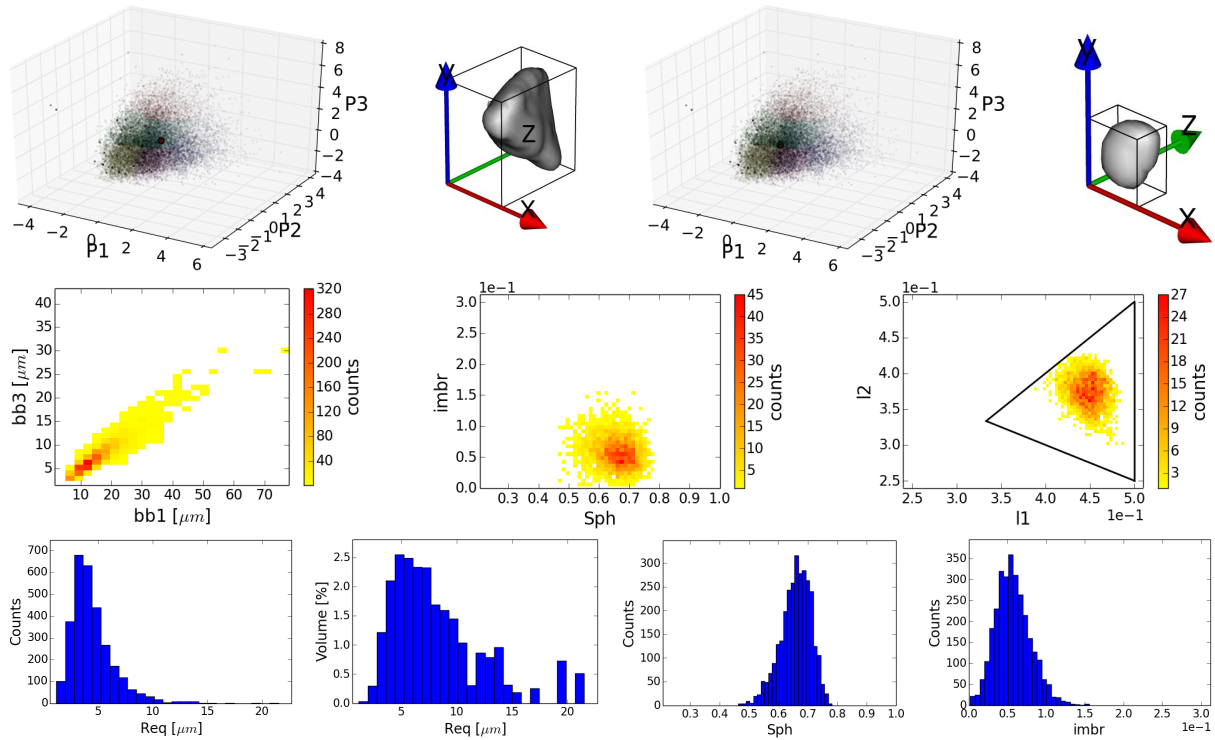 8
6
4
2
0
−2
−4
P3
−4
−2
0
2
4
6
P1
−3
−2
−1
0
1
2
3
4
P2
y
Z
X
8
6
4
2
0
−2
−4
P3
−4
−2
0
2
4
6
P1
−3
−2
−1
0
1
2
3
4
P2
y
Z
X
40
35
30
25
20
15
10
5
bb3 [μm]
10 20 30 40 50 60 70
bb1 [μm]
320
280
240
200
160
120
80
40
counts
1e−1
3.0
2.5
2.0
1.5
1.0
0.5
0.0
imbr
0.3 0.4 0.5 0.6 0.7 0.8 0.9 1.0
Sph
45
40
35
30
25
20
15
10
5
counts
1e−1
5.0
4.5
4.0
3.5
3.0
2.5
l2
2.5 3.0 3.5 4.0 4.5 5.0
1e−1
l1
27
24
21
18
15
12
9
6
3
counts
700
600
500
400
300
200
100
0
Counts
5 10 15 20
Req [μm]
2.5
2.0
1.5
1.0
0.5
0.0
Volume [%]
5 10 15 20
Req [μm]
300
200
100
0
Counts
0.3 0.4 0.5 0.6 0.7 0.8 0.9 1.0
Sph
350
300
250
200
150
100
50
0
Counts
0.0 0.5 1.0 1.5 2.0 2.5 3.0
1e−1
imbr